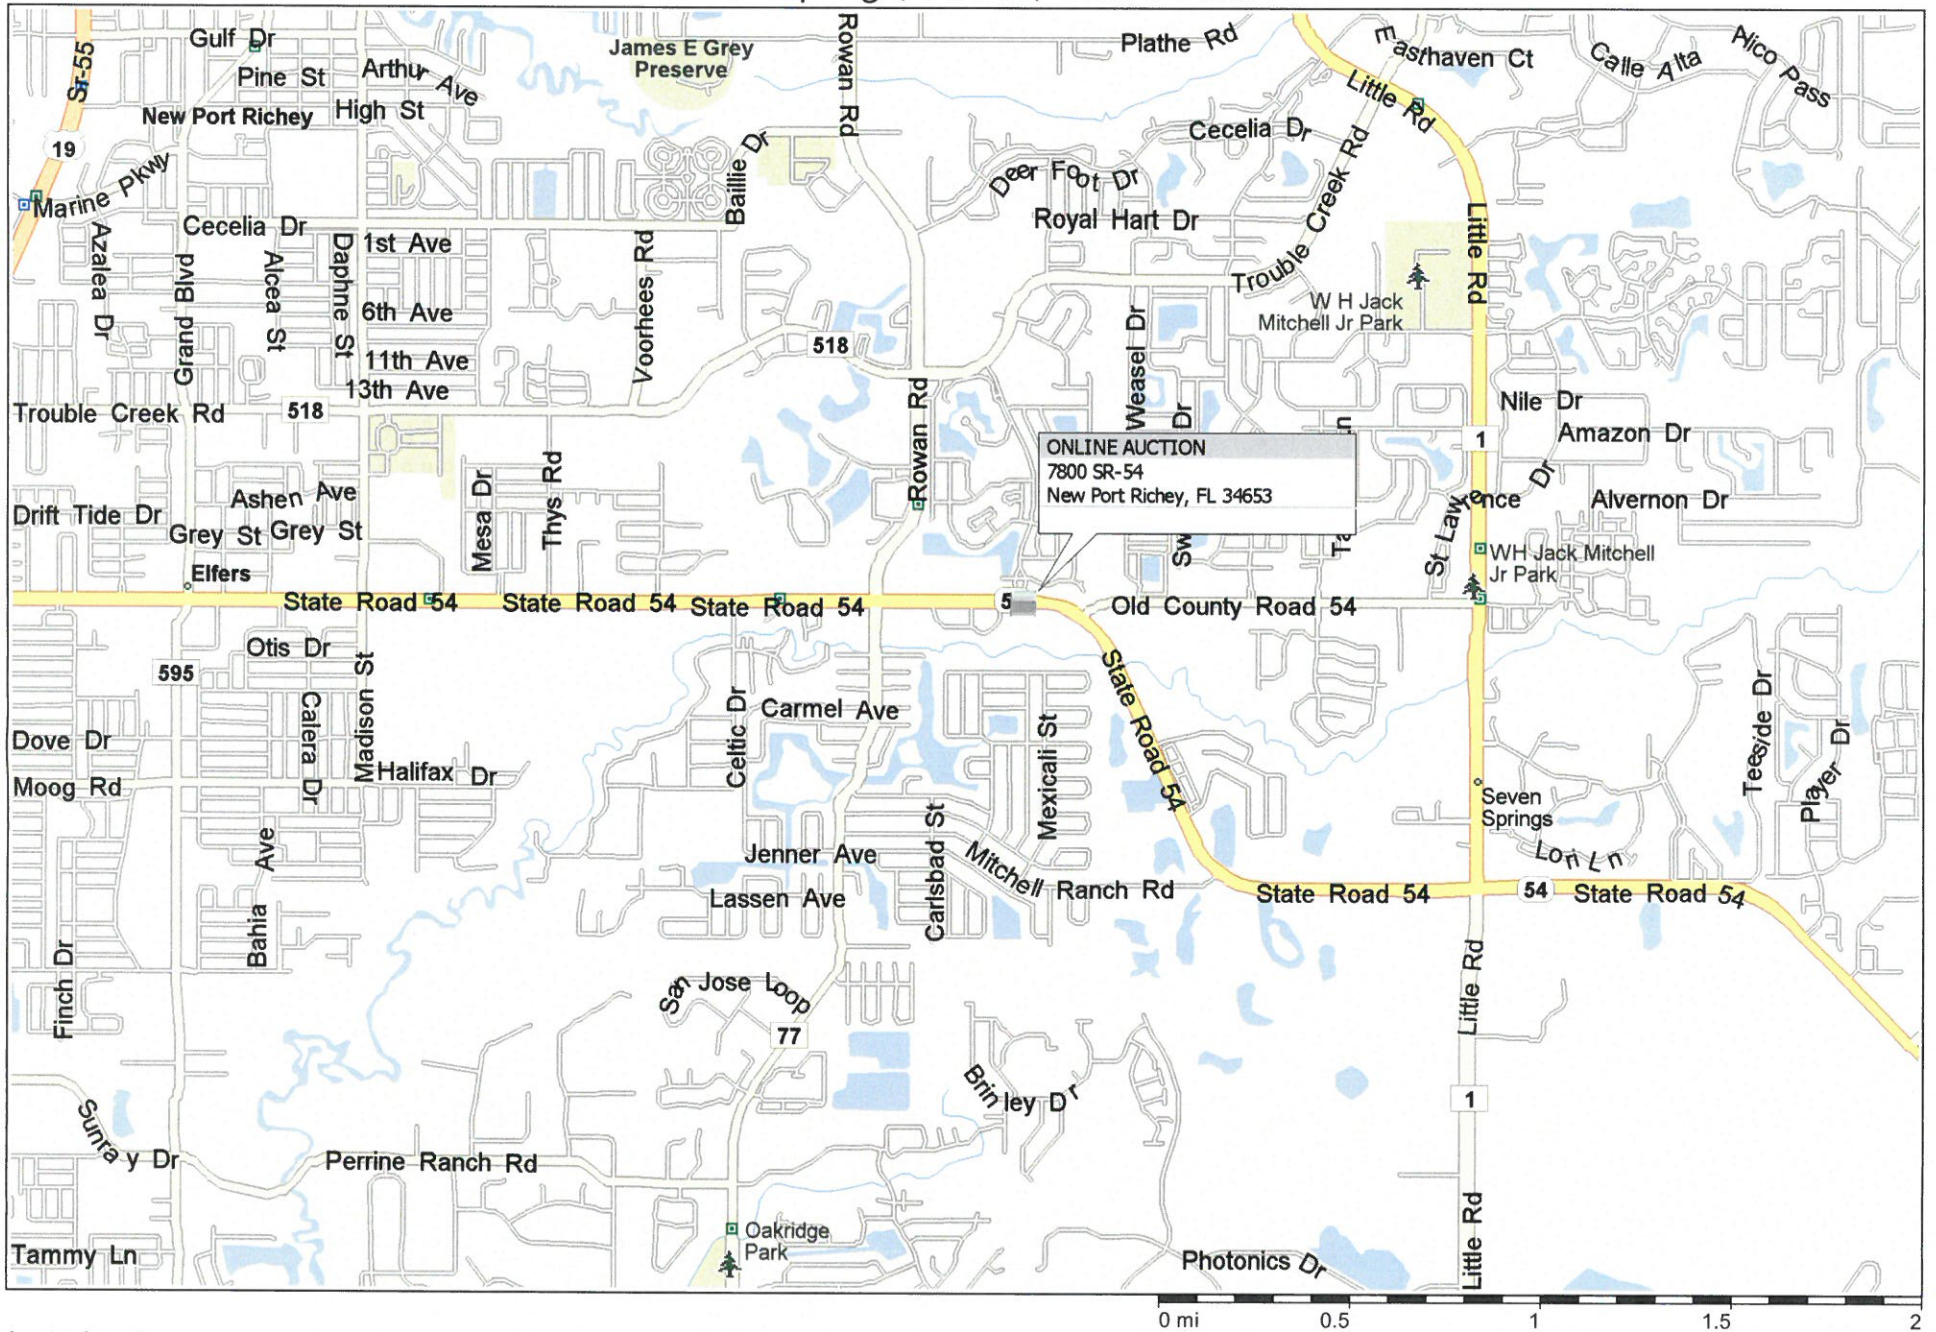 Gulf Dr
James E Grey
Preserve
Rowan Rd
Plathe Rd
Easthaven Ct
Calle Alta
Nico Pass
Sr-55
Pine St
Arthur Ave
Little Rd
New Port Richey
High St
19
Marine Pkwy
Baillie Dr
Cecelia Dr
Deer Foot Dr
Trouble Creek Rd
Royal Hart Dr
Cecelia Dr
1st Ave
Azalea Dr
Grand Blvd
Alcea St
Daphne St
Voorhees Rd
Little Rd
W H Jack
Mitchell Jr Park
6th Ave
518
11th Ave
13th Ave
Weasel Dr
Trouble Creek Rd
518
Rowan Rd
Dr
Nile Dr
1
Amazon Dr
ONLINE AUCTION
7800 SR-54
New Port Richey, FL 34653
Mesa Dr
Thys Rd
Ashen Ave
Drift Tide Dr
Grey St
Grey St
St Lawrence Dr
Alvernon Dr
WH Jack Mitchell
Jr Park
Elfers
State Road 54
State Road 54
State Road 54
5
Old County Road 54
Otis Dr
595
Madison St
Calera Dr
Celtic Dr
Carmel Ave
State Road 54
Mexicali St
Teeside Dr
Player Dr
Dove Dr
Halifax Dr
Moog Rd
Seven
Springs
Bahia Ave
Jenner Ave
Carlsbad St
Mitchell Ranch Rd
Lori Ln
Lassen Ave
State Road 54
54
State Road 54
Finch Dr
San Jose Loop
Little Rd
77
Brinley Dr
1
Sunray Dr
Perrine Ranch Rd
Little Rd
Oakridge
Park
Tammy Ln
Photonics Dr
0 mi
0.5
1
1.5
2